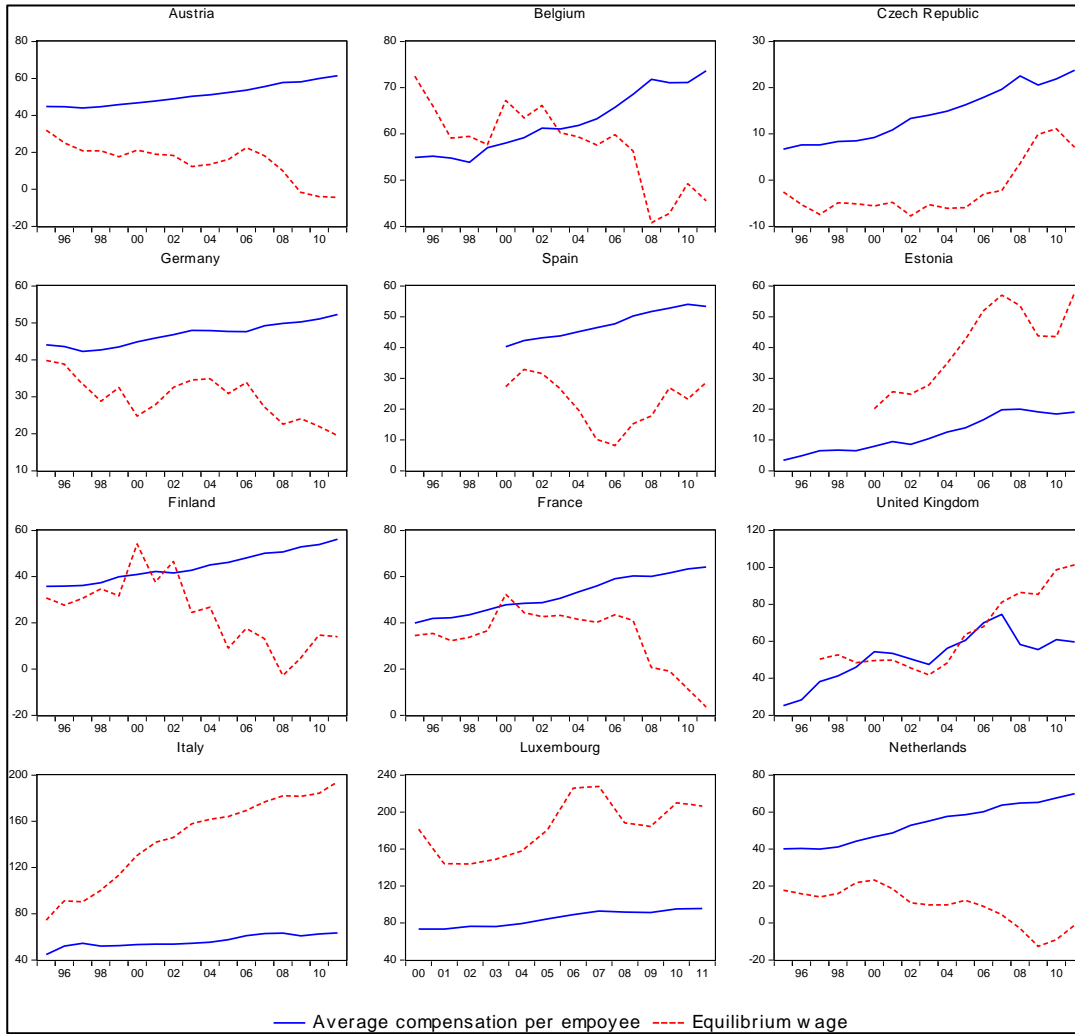 Austria Belgium Czech Republic
80 80 30
60 70 20
40 60 10
20 50 0
0 40 -10
-20
96 98 00 02 04 06 08 10 96 98 00 02 04 06 08 10 96 98 00 02 04 06 08 10
Germany Spain Estonia
60 60 60
50 50 50
40 40 40
30 30 30
20 20 20
10 10 10
0 0
96 98 00 02 04 06 08 10 96 98 00 02 04 06 08 10 96 98 00 02 04 06 08 10
Finland France United Kingdom
60 80 120
40 60 100
20 40 80
0 20 60
-20 0 40
20
96 98 00 02 04 06 08 10 96 98 00 02 04 06 08 10 96 98 00 02 04 06 08 10
Italy Luxembourg Netherlands
200 240 80
160 200 60
120 160 40
80 120 20
40 80 0
40 -20
96 98 00 02 04 06 08 10 00 01 02 03 04 05 06 07 08 09 10 11 96 98 00 02 04 06 08 10
Average compensation per empoyee Equilibrium wage